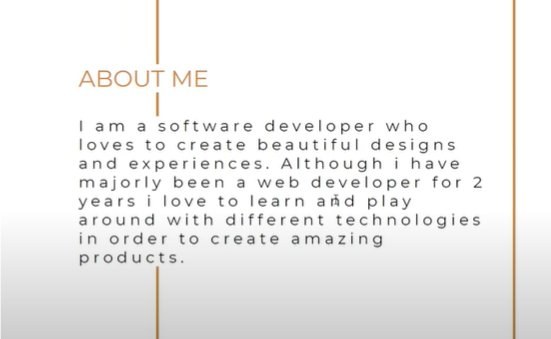 ABOUT ME
I am a software developer who
loves to create beautiful designs
and experiences. Although i have
majorly been a web developer for 2
years i love to learn and play
around with different technologies
in order to create amazing
products.